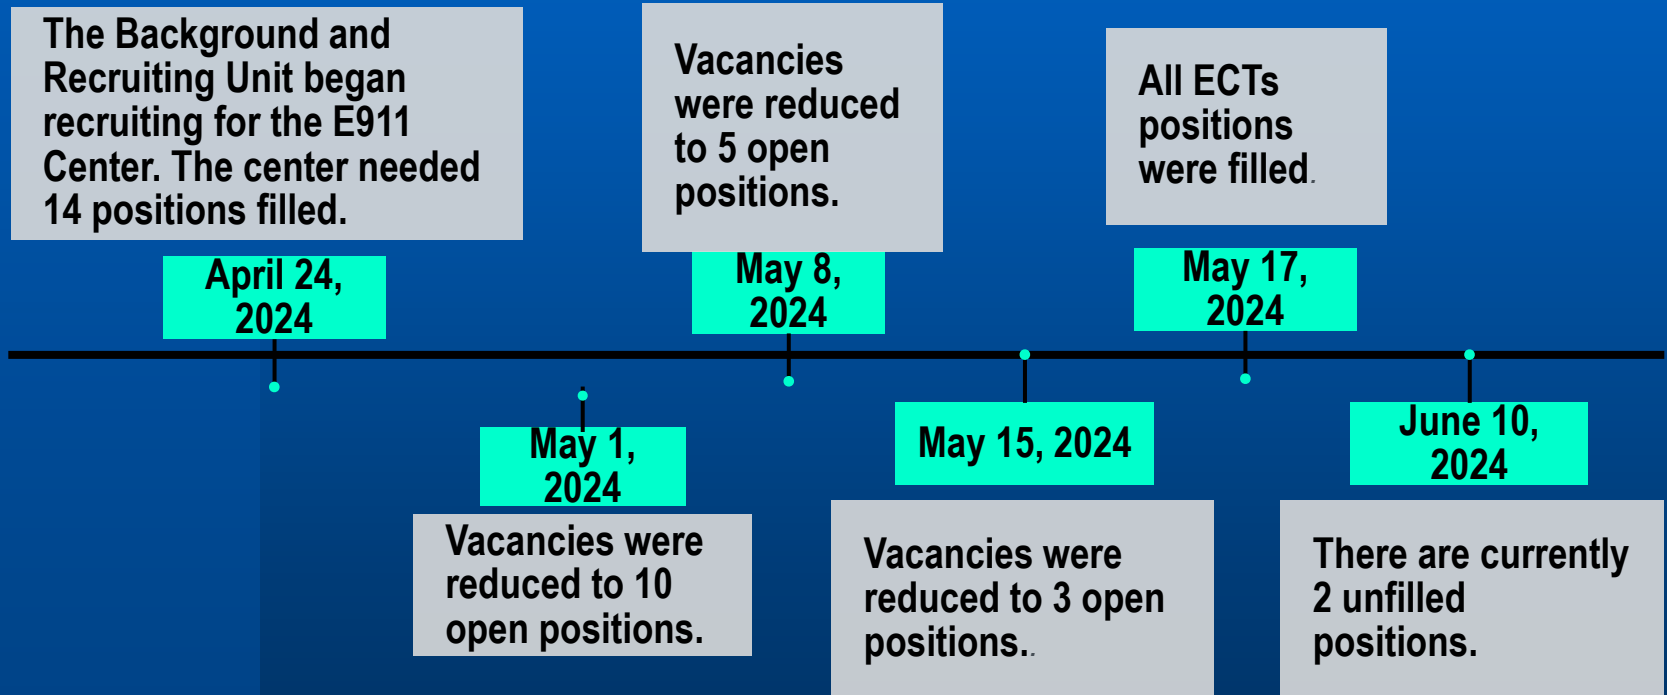 The Background and
Recruiting Unit began
recruiting for the E911
Center. The center needed
14 positions filled.
April 24,
2024
May 1,
2024
Vacancies were
reduced to 10
open positions.
Vacancies
were reduced
to 5 open
positions.
May 8,
2024
May 15, 2024
Vacancies were
reduced to 3 open
positions..
All ECTs
positions
were filled.
May 17,
2024
June 10,
2024
There are currently
2 unfilled
positions.